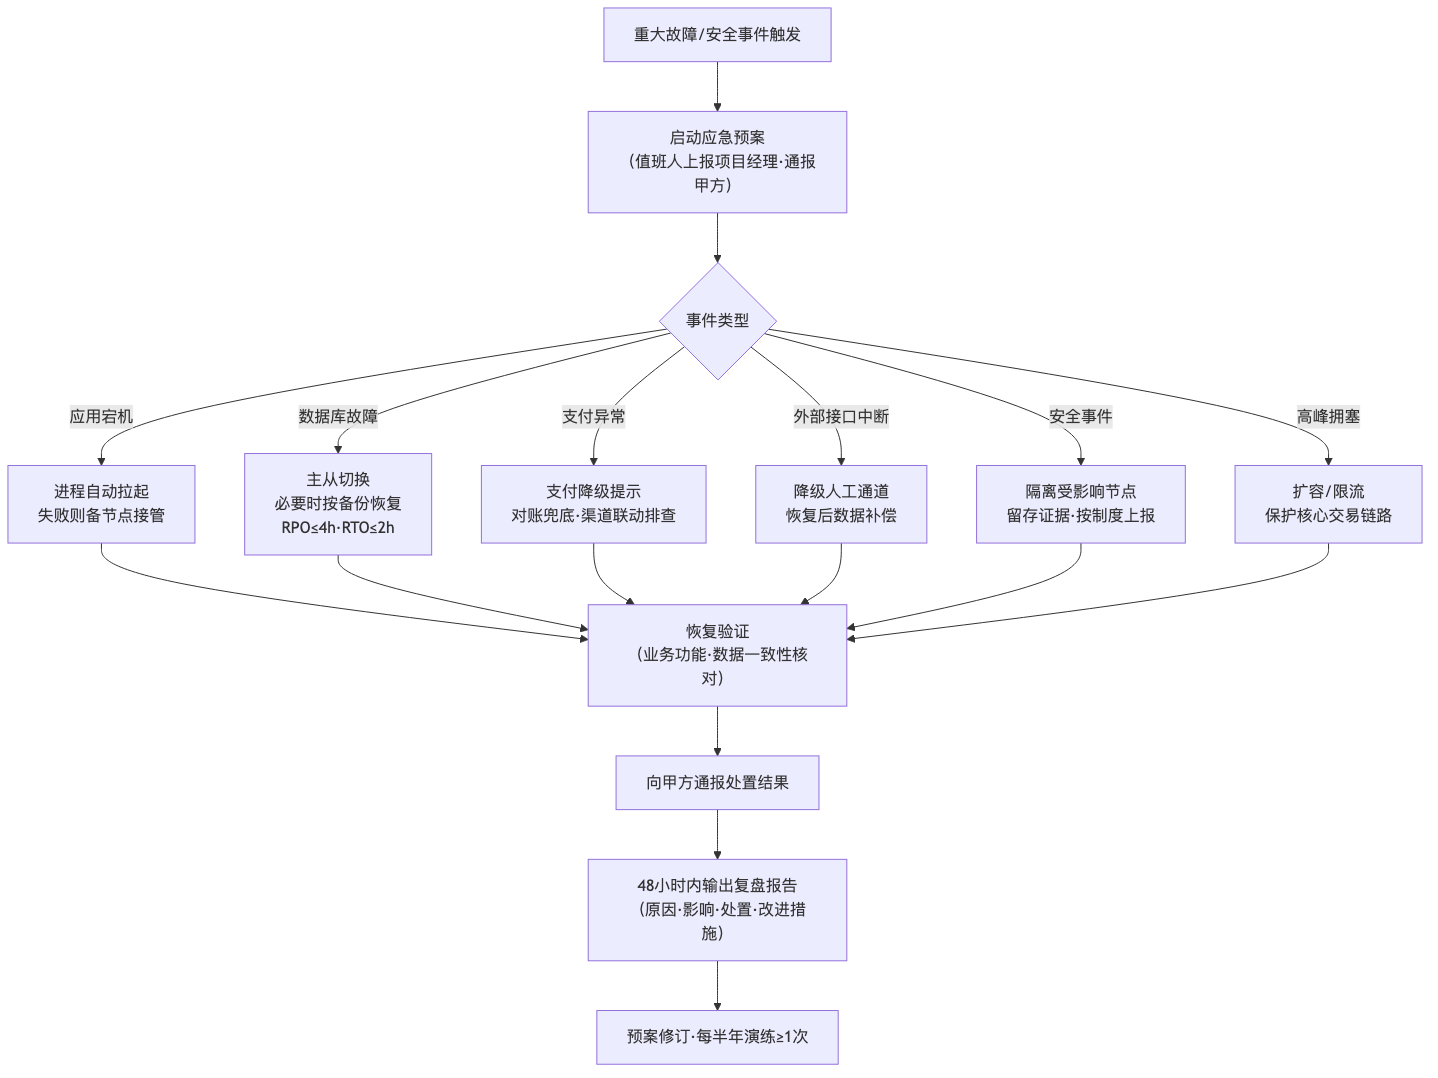 重大故障/安全事件触发
启动应急预案
（值班人上报项目经理·通报
甲方）
事件类型
应用宕机
数据库故障
支付异常
外部接口中断
安全事件
高峰拥塞
进程自动拉起
失败则备节点接管
主从切换
必要时按备份恢复
RPO≤4h·RTO≤2h
支付降级提示
对账兜底·渠道联动排查
降级人工通道
恢复后数据补偿
隔离受影响节点
留存证据·按制度上报
扩容/限流
保护核心交易链路
恢复验证
（业务功能·数据一致性核
对）
向甲方通报处置结果
48小时内输出复盘报告
（原因·影响·处置·改进措
施）
预案修订·每半年演练≥1次